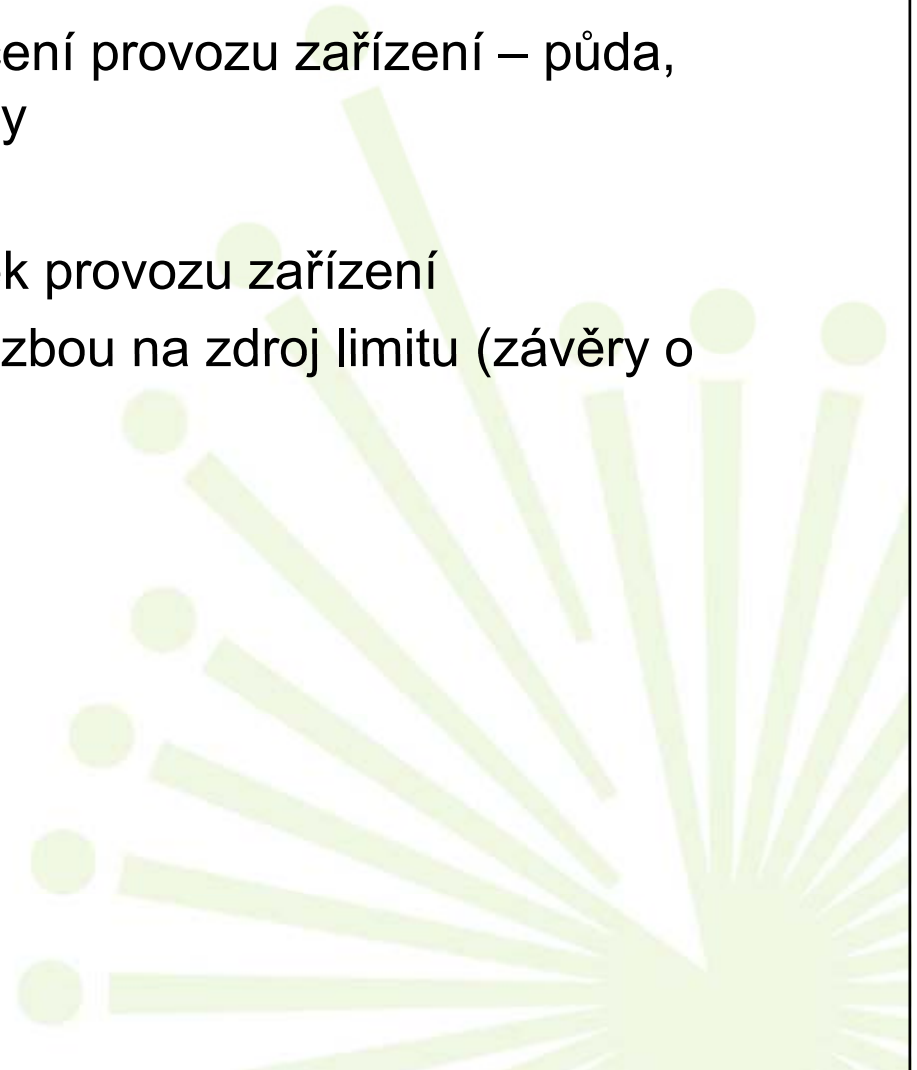 ení provozu zařízení – půda,
y
k provozu zařízení
zbou na zdroj limitu (závěry o